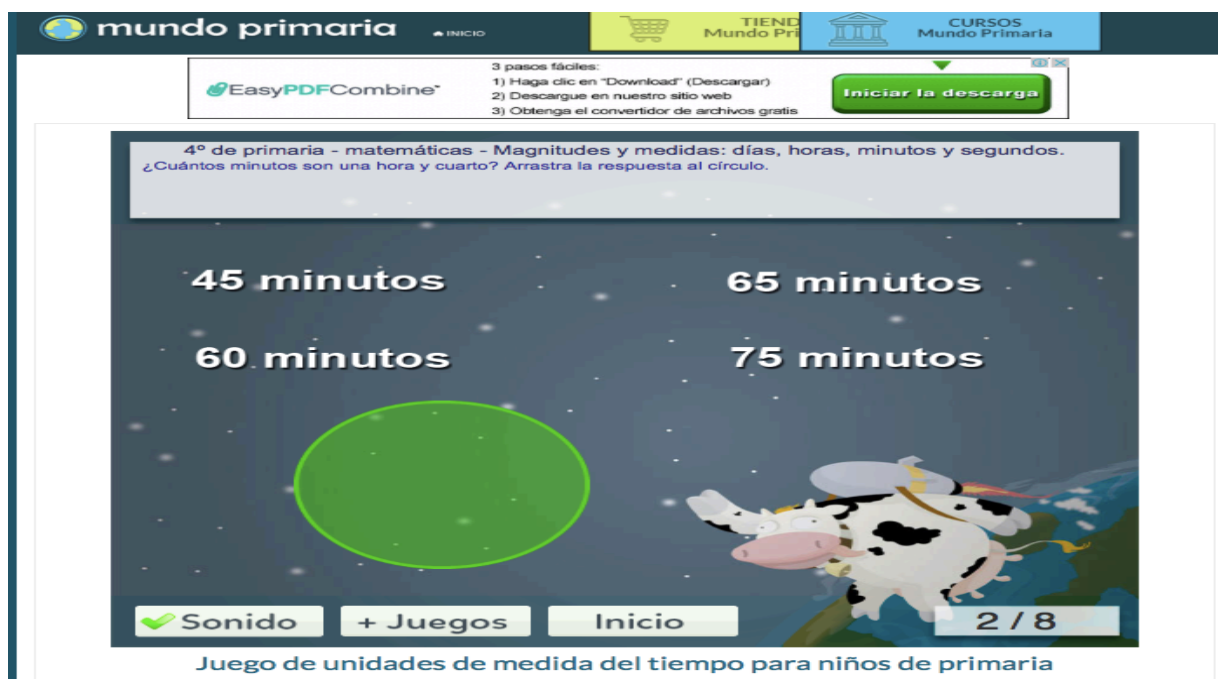 mundo primaria
INICIO
TIEND
Mundo Pri
CURSOS
Mundo Primaria
EasyPDFCombine
3 pasos fáciles:
1) Haga clic en "Download" (Descargar)
2) Descargue en nuestro sitio web
3) Obtenga el convertidor de archivos gratis
Iniciar la descarga
4º de primaria - matemáticas - Magnitudes y medidas: días, horas, minutos y segundos.
¿Cuántos minutos son una hora y cuarto? Arrastra la respuesta al círculo.
45 minutos
65 minutos
60 minutos
75 minutos
Sonido
+ Juegos
Inicio
2 / 8
Juego de unidades de medida del tiempo para niños de primaria